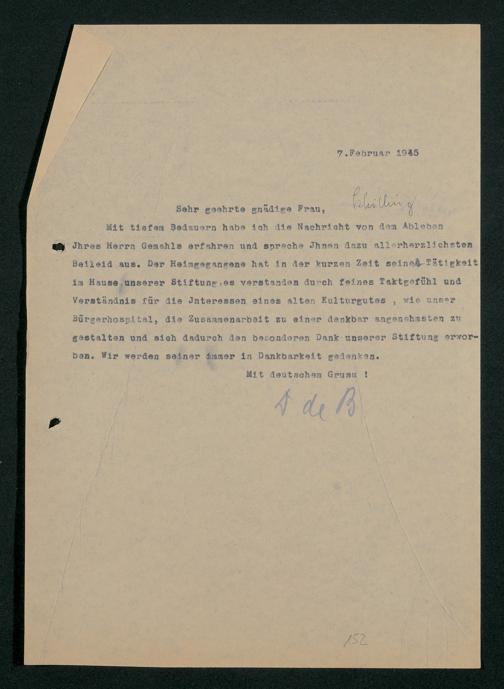 7.Februar 1945
Schilling
Sehr geehrte gnädige Frau,
Mit tiefem Bedauern habe ich die Nachricht von dem Ableben
Jhres Herrn Gemahls erfahren und spreche Jhnen dazu allerherzlichsten
Beileid aus. Der Heimgegangene hat in der kurzen Zeit seiner Tätigkeit
im Hause unserer Stiftung,es verstanden durch feines Taktgefühl und
Verständnis für die Jnteressen eines alten Kulturgutes , wie unser
Bürgerhospital, die Zusammenarbeit zu einer dankbar angenehmsten zu
gestalten und sich dadurch den besonderen Dank unserer Stiftung erwor-
ben. Wir werden seiner immer in Dankbarkeit gedenken.
Mit deutschem Gruss !
D de B
152